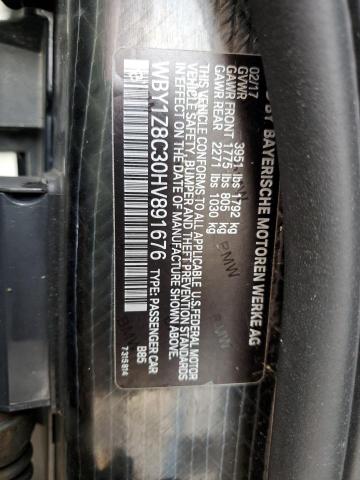 D BY BAYERISCHE MOTOREN WERKE AG
02/17
GVWR 3951 lbs 1792 kg
GAWR FRONT 1775 lbs 805 kg
GAWR REAR 2271 lbs 1030 kg
THIS VEHICLE CONFORMS TO ALL APPLICABLE U.S. FEDERAL MOTOR
VEHICLE SAFETY, BUMPER AND THEFT PREVENTION STANDARDS
IN EFFECT ON THE DATE OF MANUFACTURE SHOWN ABOVE.
WBY1Z8C30HV891676 TYPE: PASSENGER CAR
B85
7315814
BMW